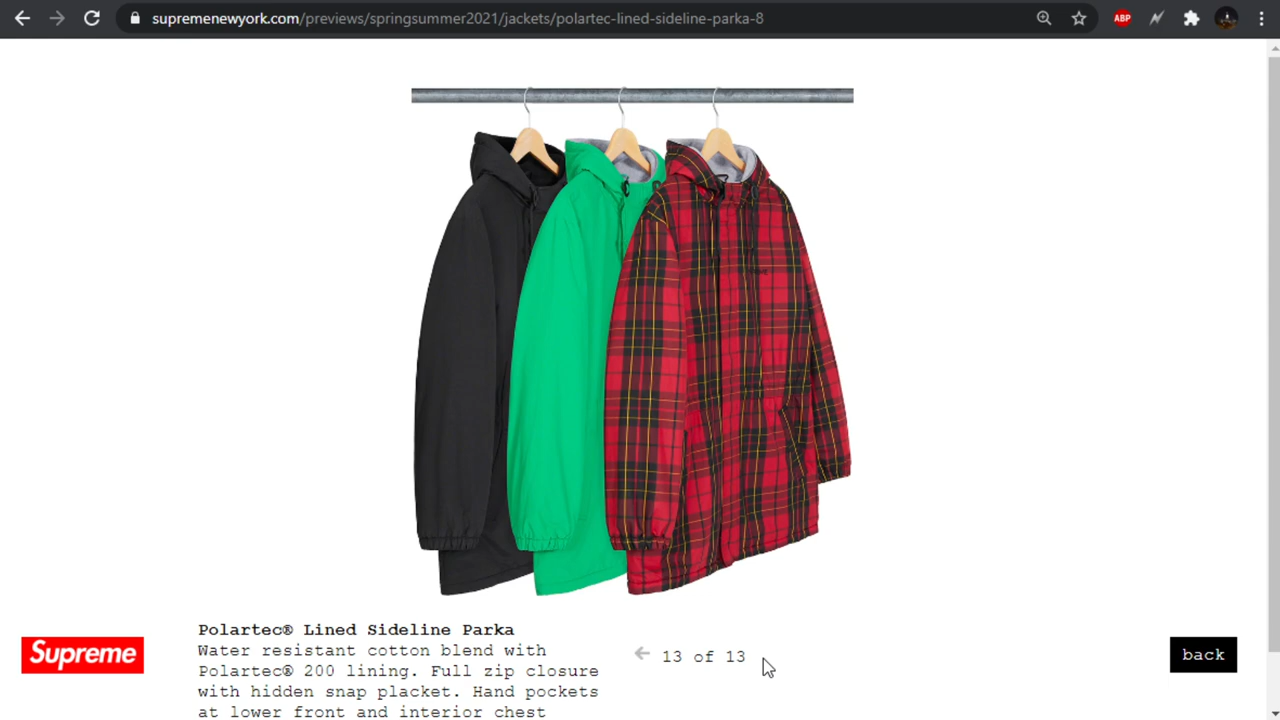 supremenewyork.com/previews/springsummer2021/jackets/polartec-lined-sideline-parka-8
ABP
Polartec® Lined Sideline Parka
Water resistant cotton blend with
Polartec® 200 lining. Full zip closure
with hidden snap placket. Hand pockets
at lower front and interior chest
Supreme
13 of 13
back